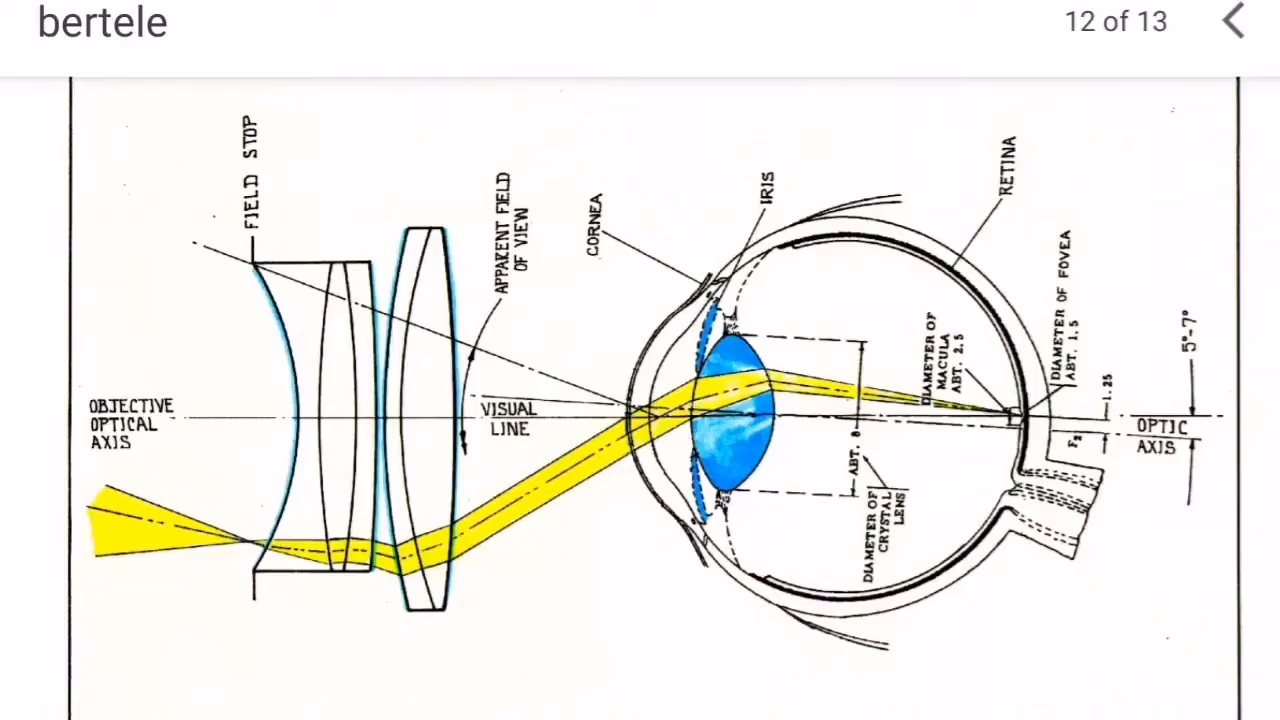 bertele
12 of 13
FIELD STOP
OBJECTIVE
OPTICAL
AXIS
APPARENT FIELD
OF VIEW
VISUAL
LINE
CORNEA
IRIS
RETINA
DIAMETER OF
MACULA
ABT. 2.5
DIAMETER OF FOVEA
ABT. 1.5
ABT. 8
DIAMETER OF
CRYSTAL
LENS
1.25
F₂
5°-7°
OPTIC
AXIS